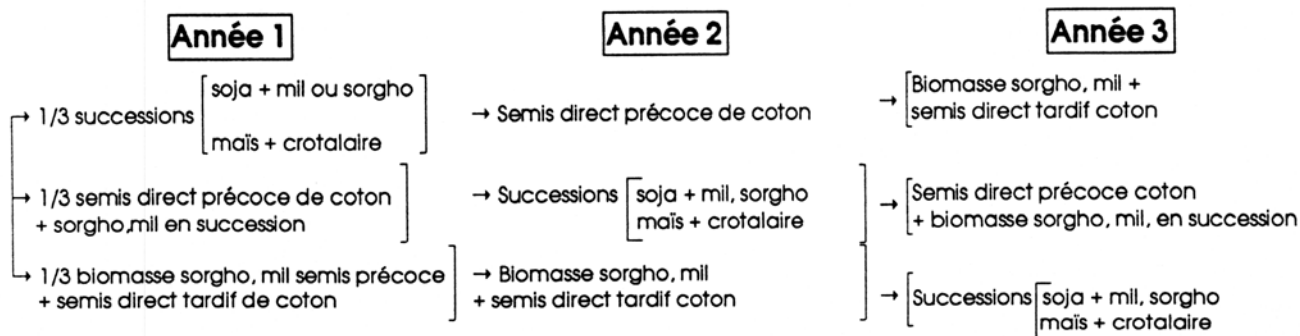 Année 1
Année 2
Année 3
→ 1/3 successions [ soja + mil ou sorgho
maïs + crotalaire
→ Semis direct précoce de coton
→ [ Biomasse sorgho, mil +
semis direct tardif coton
→ 1/3 semis direct précoce de coton
+ sorgho,mil en succession
→ Successions [ soja + mil, sorgho
maïs + crotalaire
→ [ Semis direct précoce coton
+ biomasse sorgho, mil, en succession
→ 1/3 biomasse sorgho, mil semis précoce
+ semis direct tardif de coton
→ Biomasse sorgho, mil
+ semis direct tardif coton
→ [ Successions [ soja + mil, sorgho
maïs + crotalaire